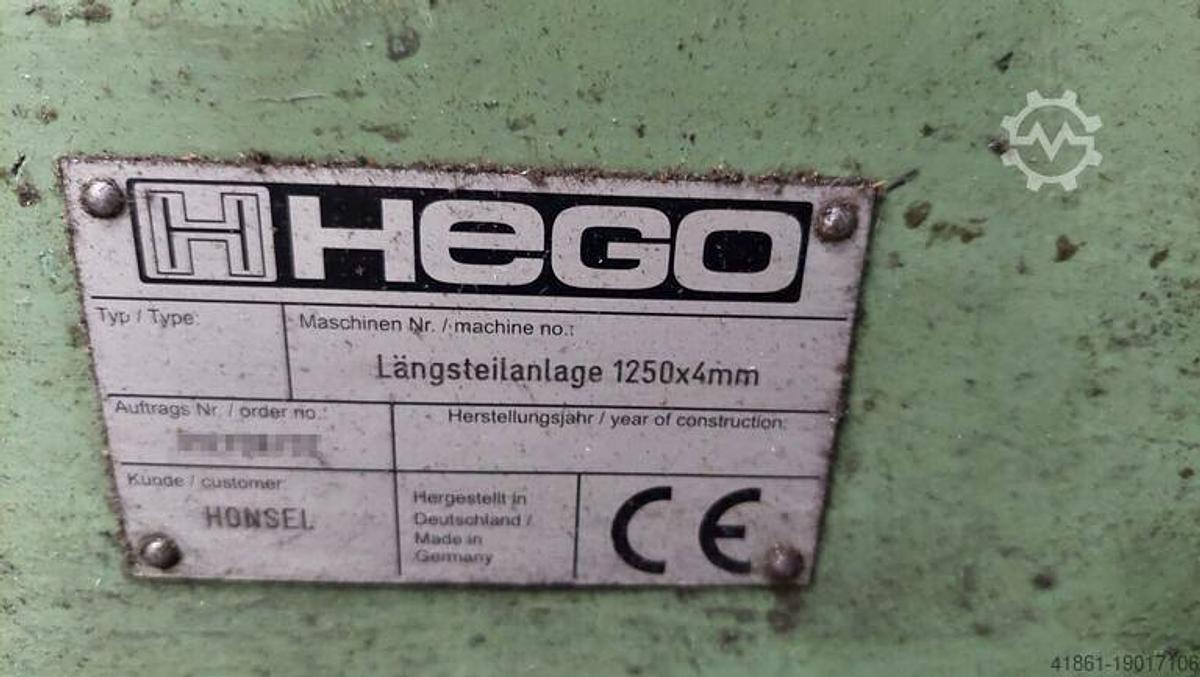 HEGO
Typ / Type:
Maschinen Nr. / machine no.:
Längsteilanlage 1250x4mm
Auftrags Nr. / order no.:
Herstellungsjahr / year of construction:
Kunde / customer
HONSEL
Hergestellt in
Deutschland /
Made in
Germany
CE
41861-19017106